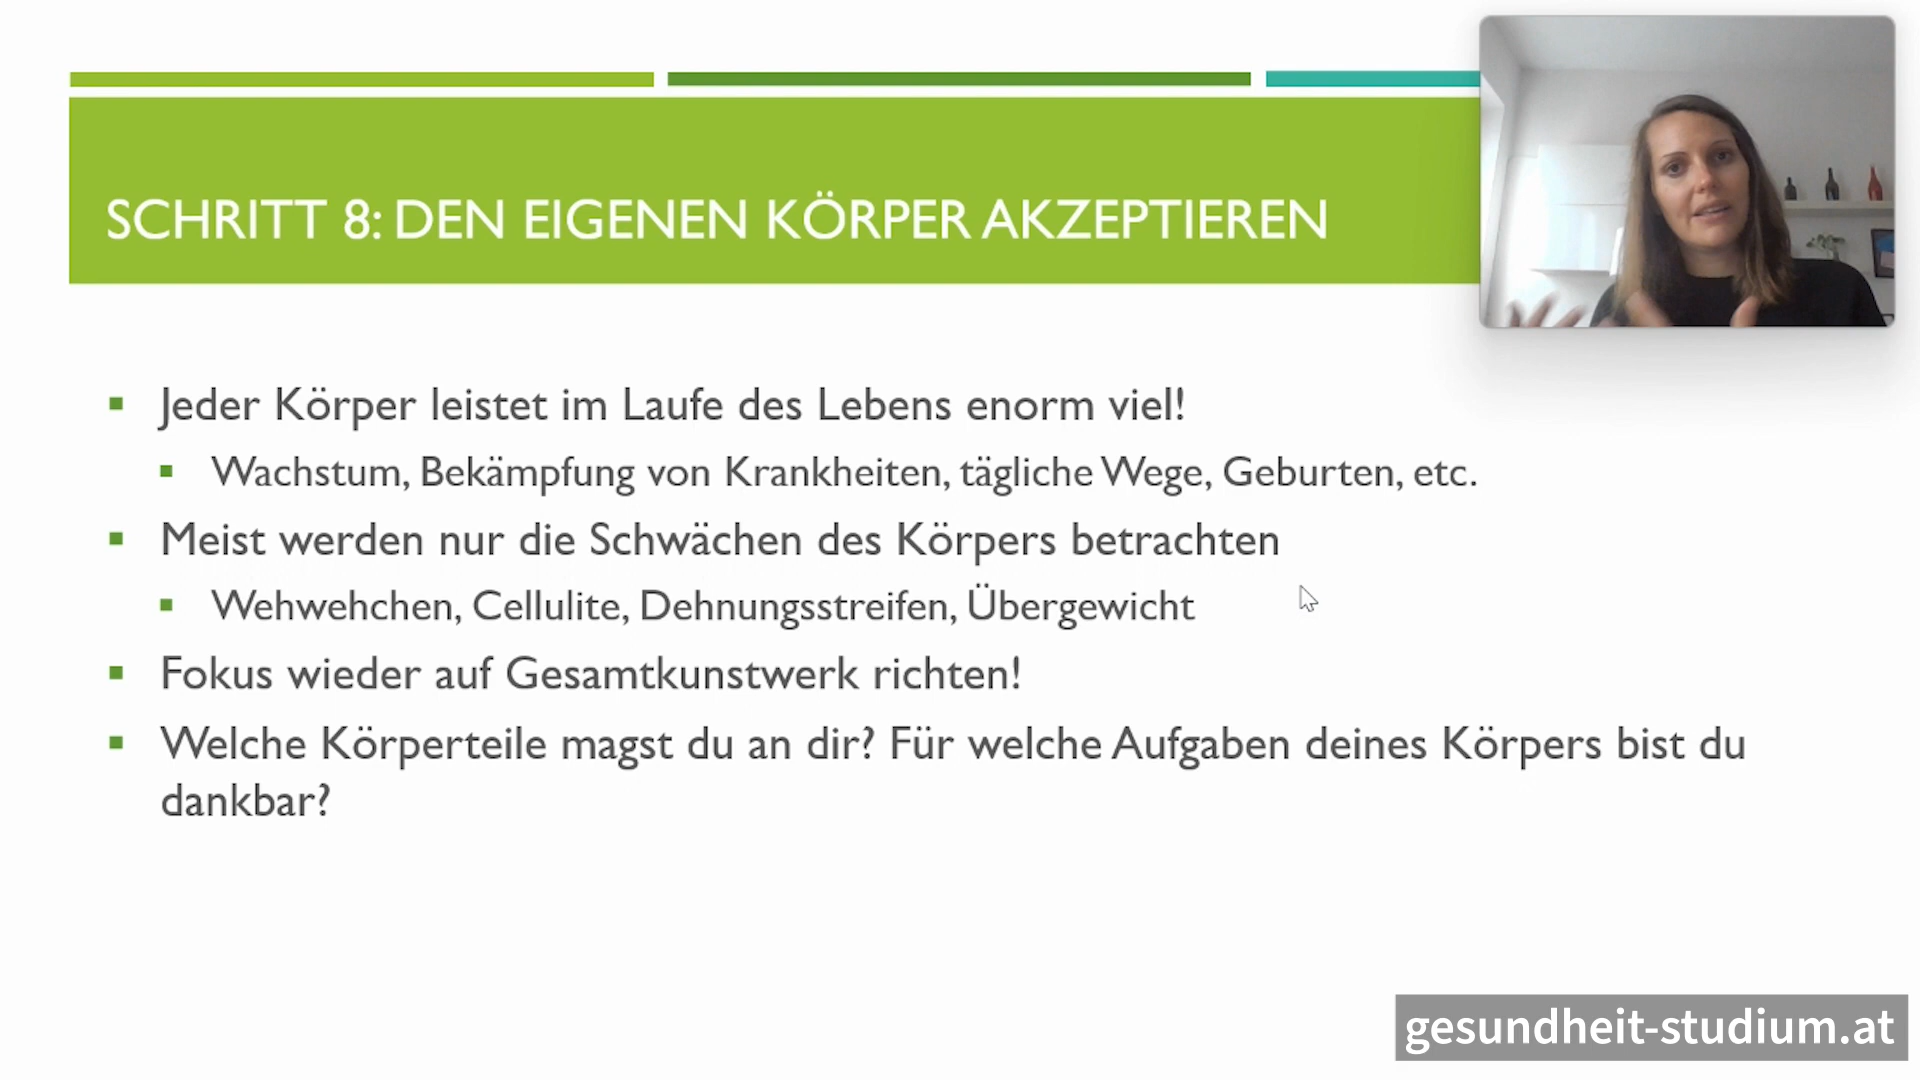 SCHRITT 8: DEN EIGENEN KÖRPER AKZEPTIEREN
Jeder Körper leistet im Laufe des Lebens enorm viel!
Wachstum, Bekämpfung von Krankheiten, tägliche Wege, Geburten, etc.
Meist werden nur die Schwächen des Körpers betrachten
Wehwehchen, Cellulite, Dehnungsstreifen, Übergewicht
Fokus wieder auf Gesamtkunstwerk richten!
Welche Körperteile magst du an dir? Für welche Aufgaben deines Körpers bist du
dankbar?
gesundheit-studium.at